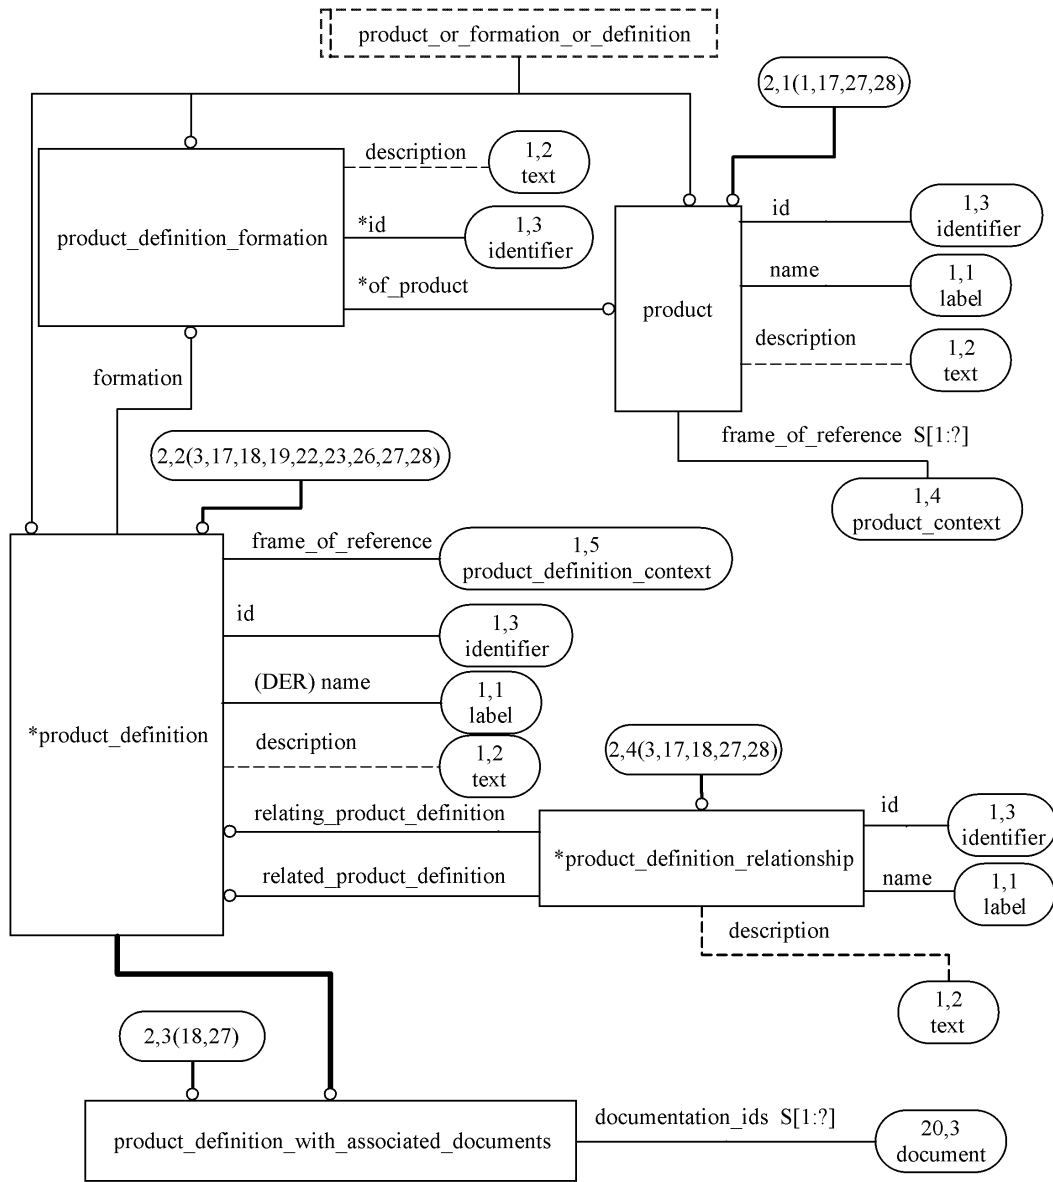 product_or_formation_or_definition
2,1(1,17,27,28)
description
1,2
text
product_definition_formation
*id
1,3
identifier
*of_product
product
id
1,3
identifier
name
1,1
label
description
1,2
text
formation
frame_of_reference S[1:?]
1,4
product_context
2,2(3,17,18,19,22,23,26,27,28)
frame_of_reference
1,5
product_definition_context
id
1,3
identifier
(DER) name
1,1
label
*product_definition
description
1,2
text
2,4(3,17,18,27,28)
relating_product_definition
related_product_definition
*product_definition_relationship
id
1,3
identifier
name
1,1
label
description
1,2
text
2,3(18,27)
product_definition_with_associated_documents
documentation_ids S[1:?]
20,3
document